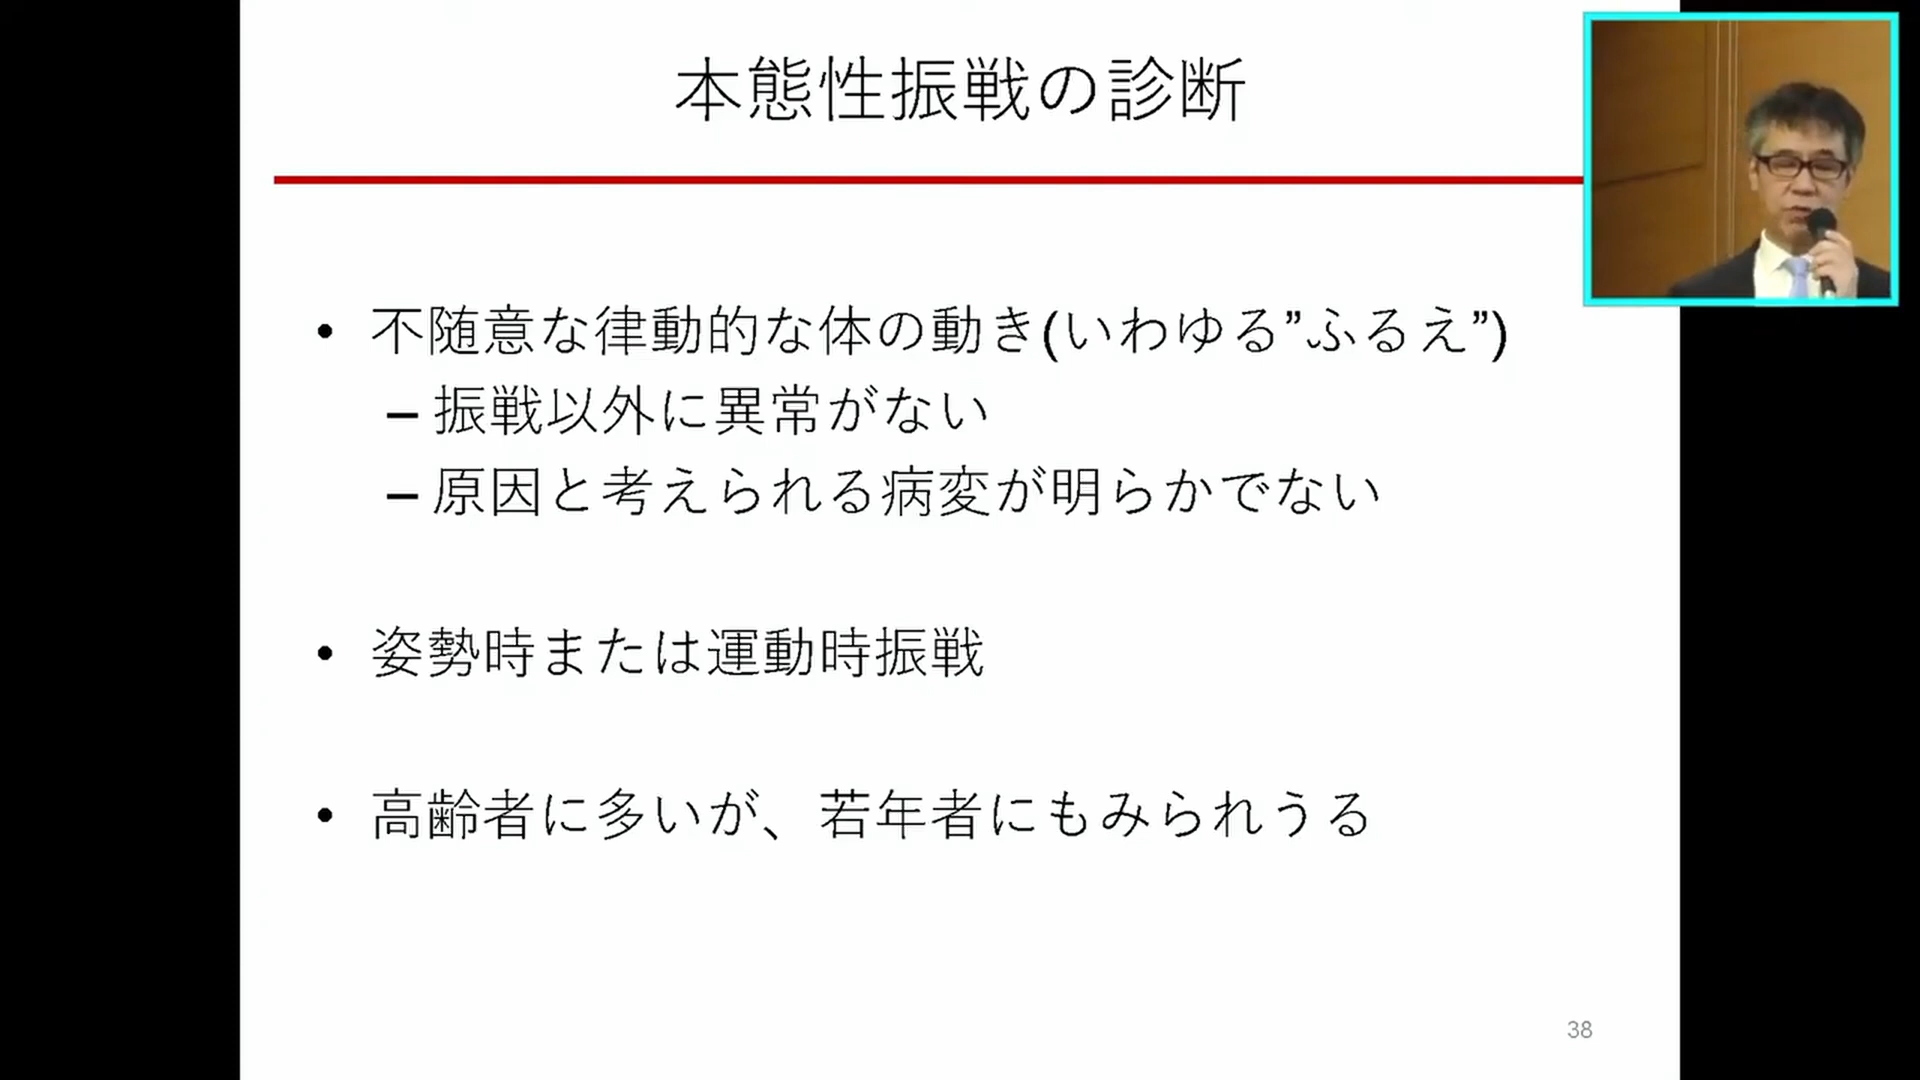 本態性振戦の診断
• 不随意な律動的な体の動き(いわゆる”ふるえ”)
– 振戦以外に異常がない
– 原因と考えられる病変が明らかでない
• 姿勢時または運動時振戦
• 高齢者に多いが、若年者にもみられうる
38